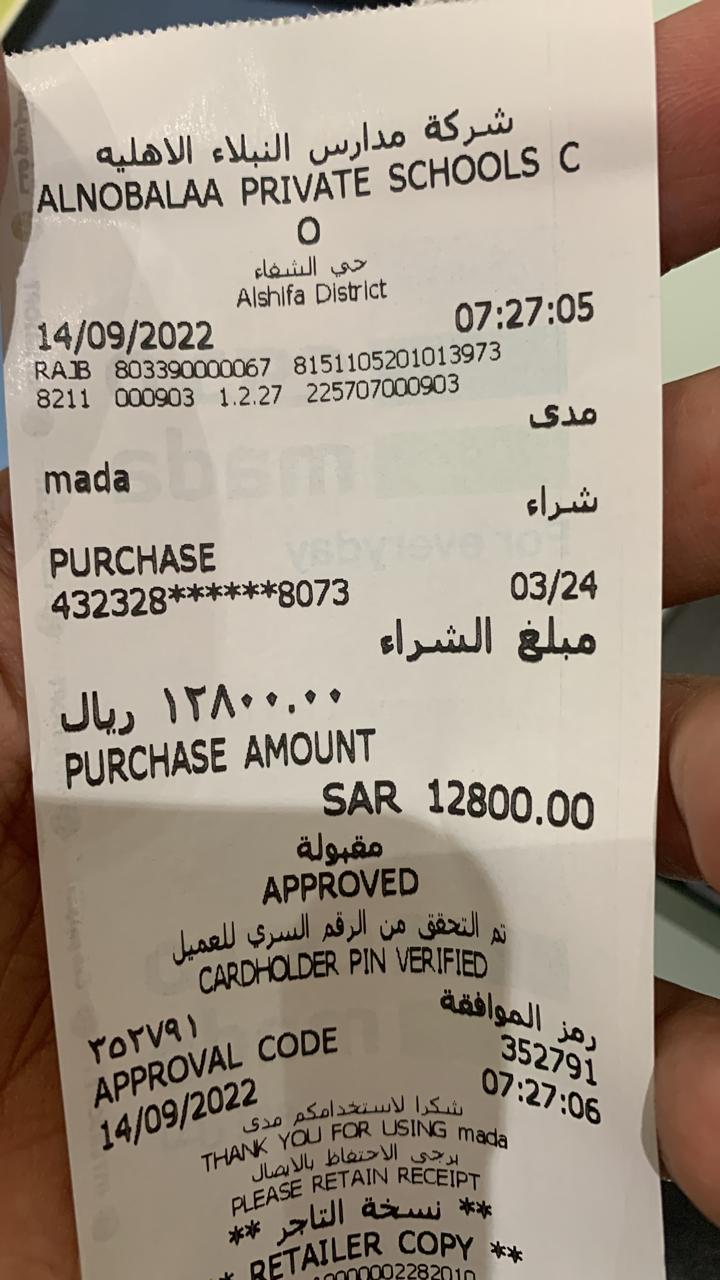 شركة مدارس النبلاء الاهليه
ALNOBALAA PRIVATE SCHOOLS C
O
حي الشفاء
Alshifa District
14/09/2022 07:27:05
RAJB 803390000067 8151105201013973
8211 000903 1.2.27 225707000903
مدى
mada
شراء
PURCHASE
432328******8073 03/24
مبلغ الشراء
١٢٨٠٠.٠٠ ريال
PURCHASE AMOUNT
SAR 12800.00
مقبولة
APPROVED
تم التحقق من الرقم السري للعميل
CARDHOLDER PIN VERIFIED
رمز الموافقة
٣٥٢٧٩١
APPROVAL CODE 352791
14/09/2022 07:27:06
شكرا لاستخدامكم مدى
THANK YOU FOR USING mada
يرجى الاحتفاظ بالايصال
PLEASE RETAIN RECEIPT
** نسخة التاجر **
** RETAILER COPY **